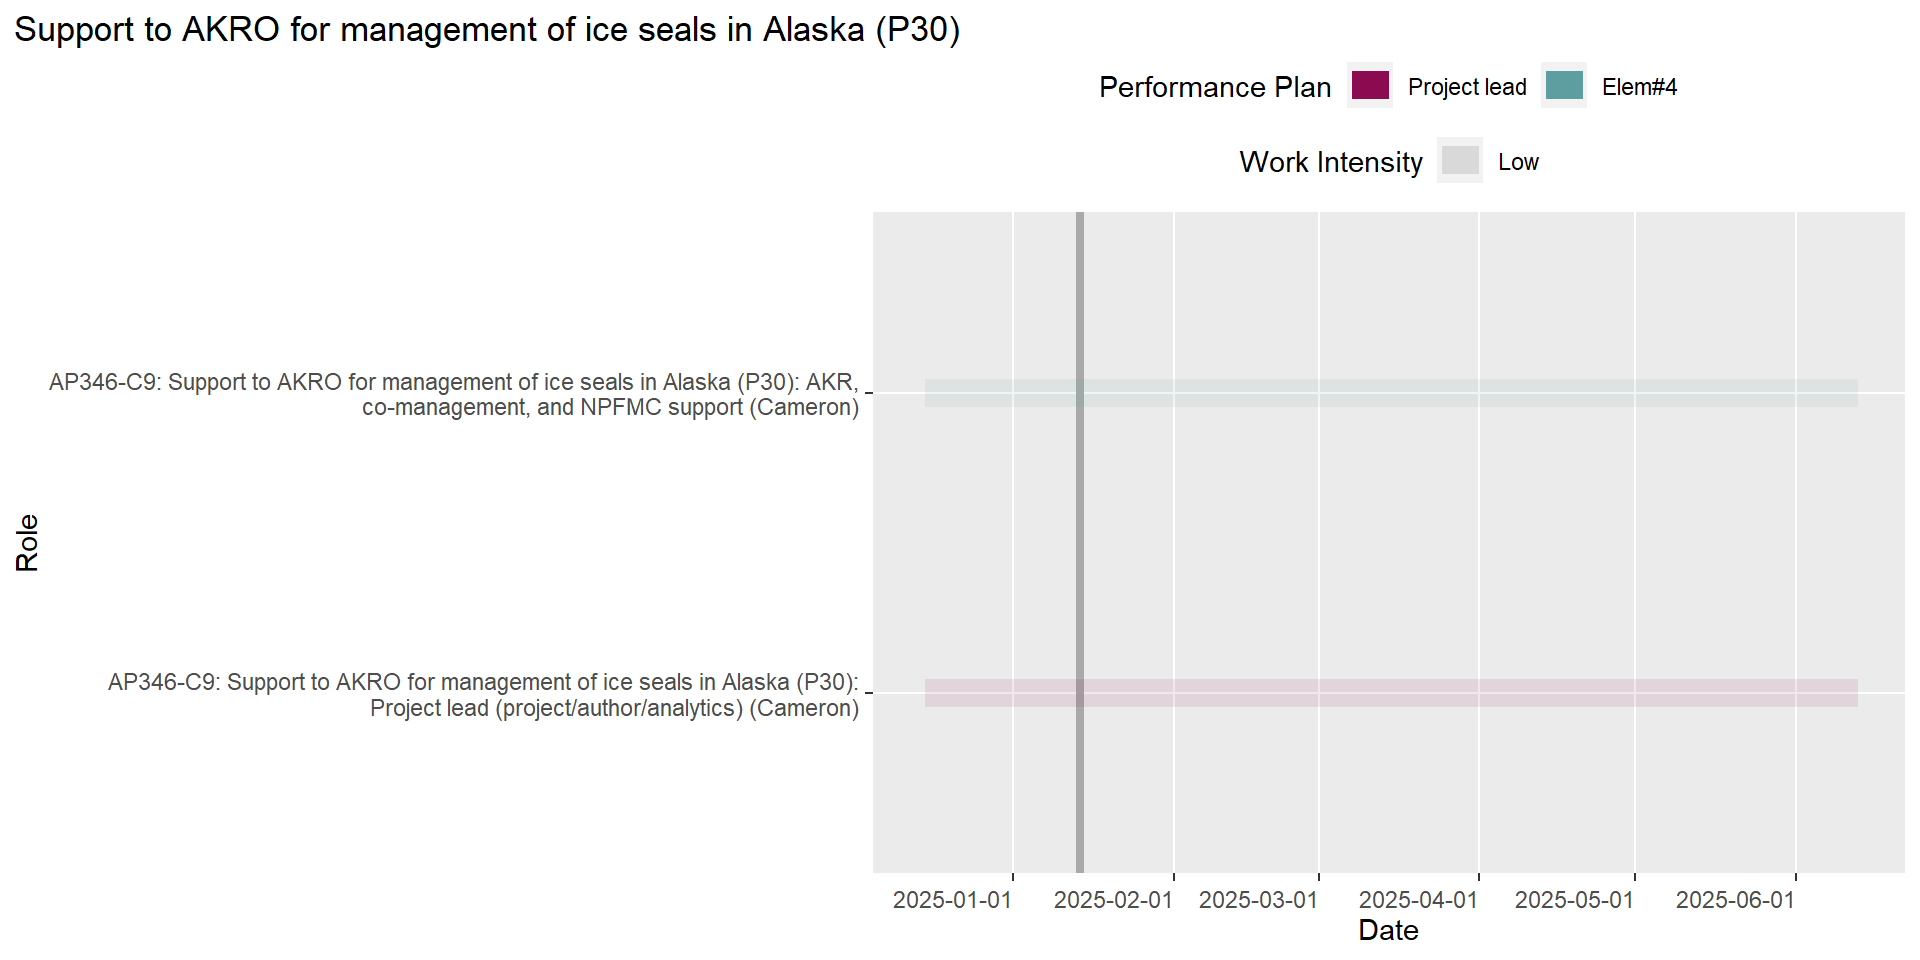 Support to AKRO for management of ice seals in Alaska (P30)
Performance Plan Project lead Elem#4
Work Intensity Low
AP346-C9: Support to AKRO for management of ice seals in Alaska (P30): AKR,
co-management, and NPFMC support (Cameron)
Role
AP346-C9: Support to AKRO for management of ice seals in Alaska (P30):
Project lead (project/author/analytics) (Cameron)
2025-01-01 2025-02-01 2025-03-01 2025-04-01 2025-05-01 2025-06-01
Date